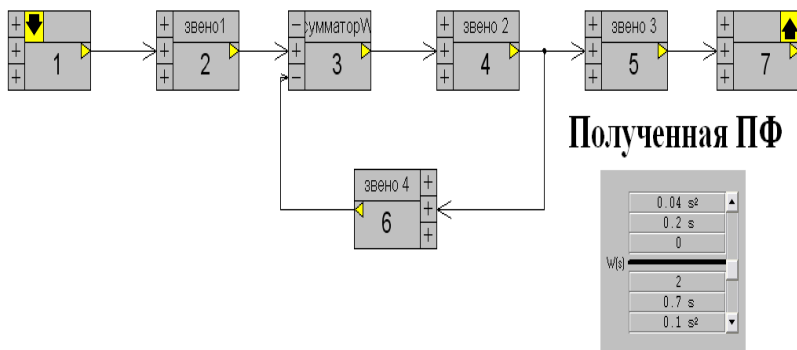 +
+
+
1
звено1
+
+
+
2
сумматорW
−
+
−
3
звено 2
+
+
+
4
звено 3
+
+
+
5
+
+
+
7
Полученная ПФ
звено 4
+
+
+
6
W(s)
0.04 s²
0.2 s
0
2
0.7 s
0.1 s²